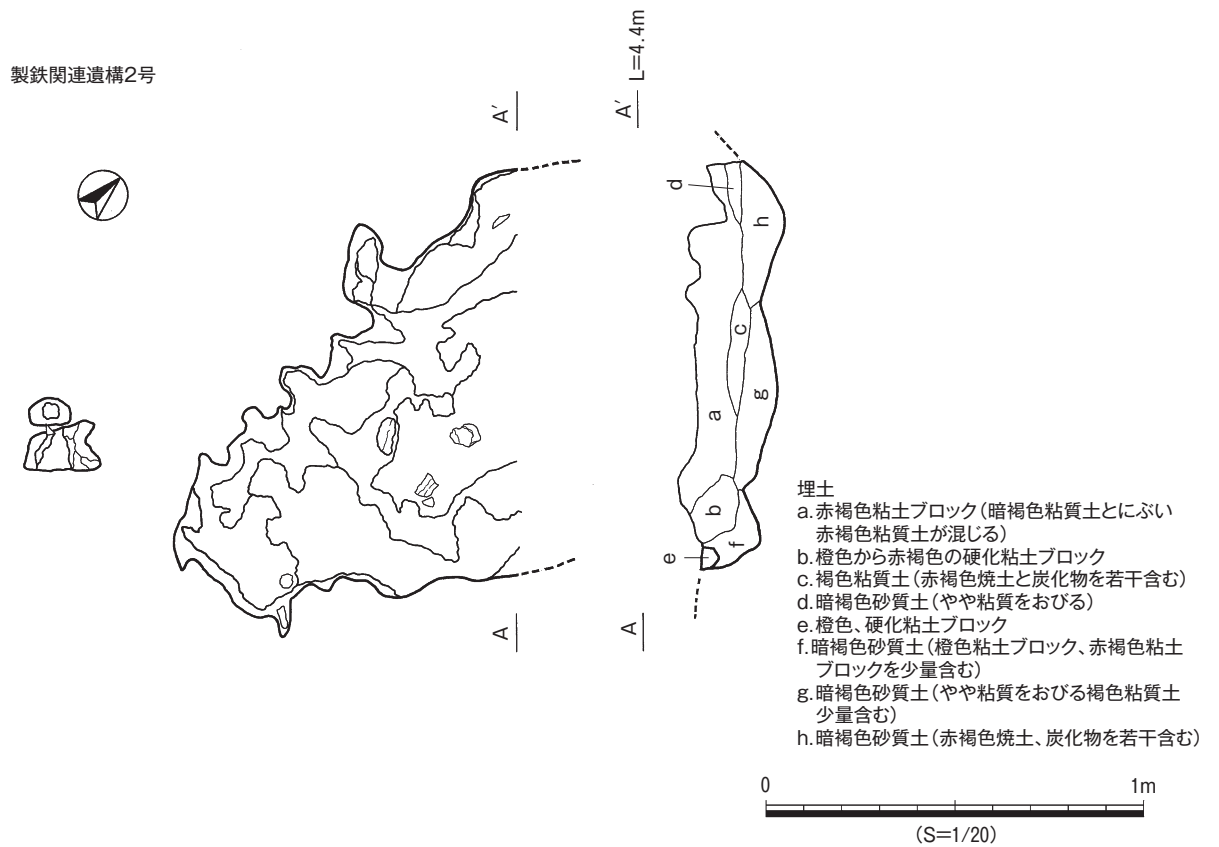 製鉄関連遺構2号
A′
A′
L=4.4m
d
h
c
a
g
b
e
f
A
A
埋土
a.赤褐色粘土ブロック（暗褐色粘質土とにぶい
赤褐色粘質土が混じる）
b.橙色から赤褐色の硬化粘土ブロック
c.褐色粘質土（赤褐色焼土と炭化物を若干含む）
d.暗褐色砂質土（やや粘質をおびる）
e.橙色、硬化粘土ブロック
f.暗褐色砂質土（橙色粘土ブロック、赤褐色粘土
ブロックを少量含む）
g.暗褐色砂質土（やや粘質をおびる褐色粘質土
少量含む）
h.暗褐色砂質土（赤褐色焼土、炭化物を若干含む）
0
1m
（S=1/20）